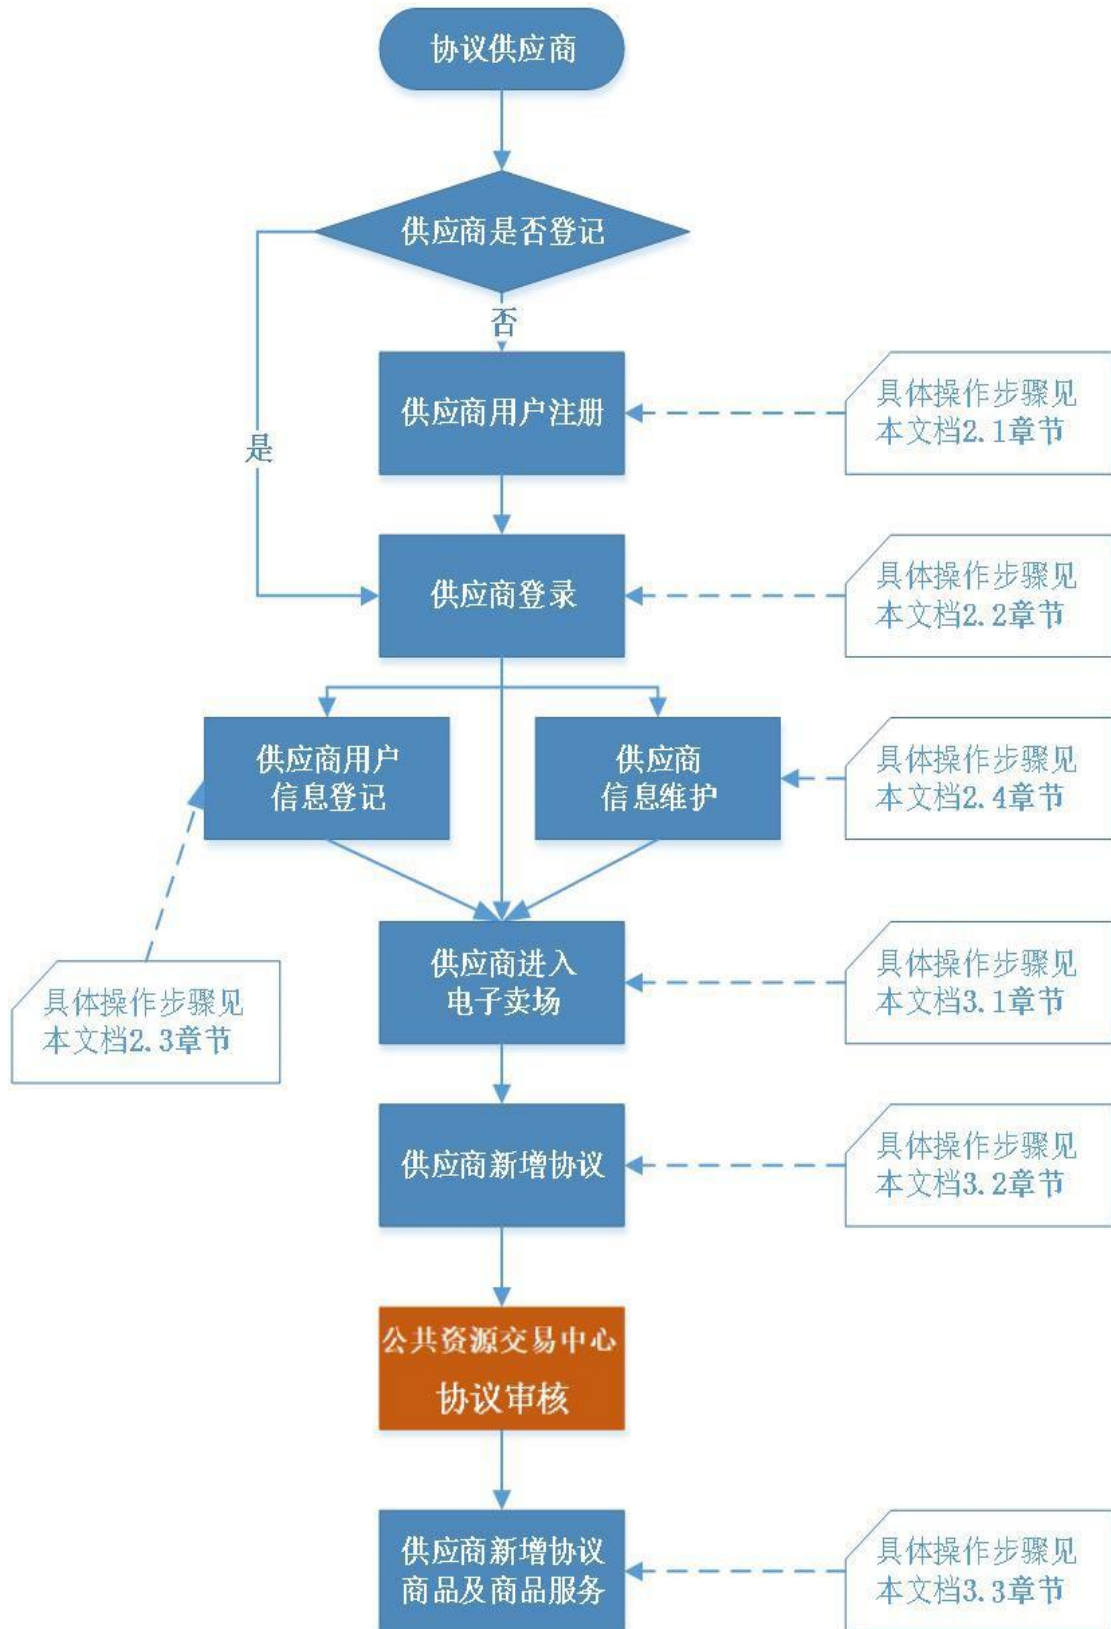 协议供应商
供应商是否登记
否
供应商用户注册
具体操作步骤见
本文档2.1章节
是
供应商登录
具体操作步骤见
本文档2.2章节
供应商用户
信息登记
供应商
信息维护
具体操作步骤见
本文档2.4章节
供应商进入
电子卖场
具体操作步骤见
本文档3.1章节
具体操作步骤见
本文档2.3章节
供应商新增协议
具体操作步骤见
本文档3.2章节
公共资源交易中心
协议审核
供应商新增协议
商品及商品服务
具体操作步骤见
本文档3.3章节